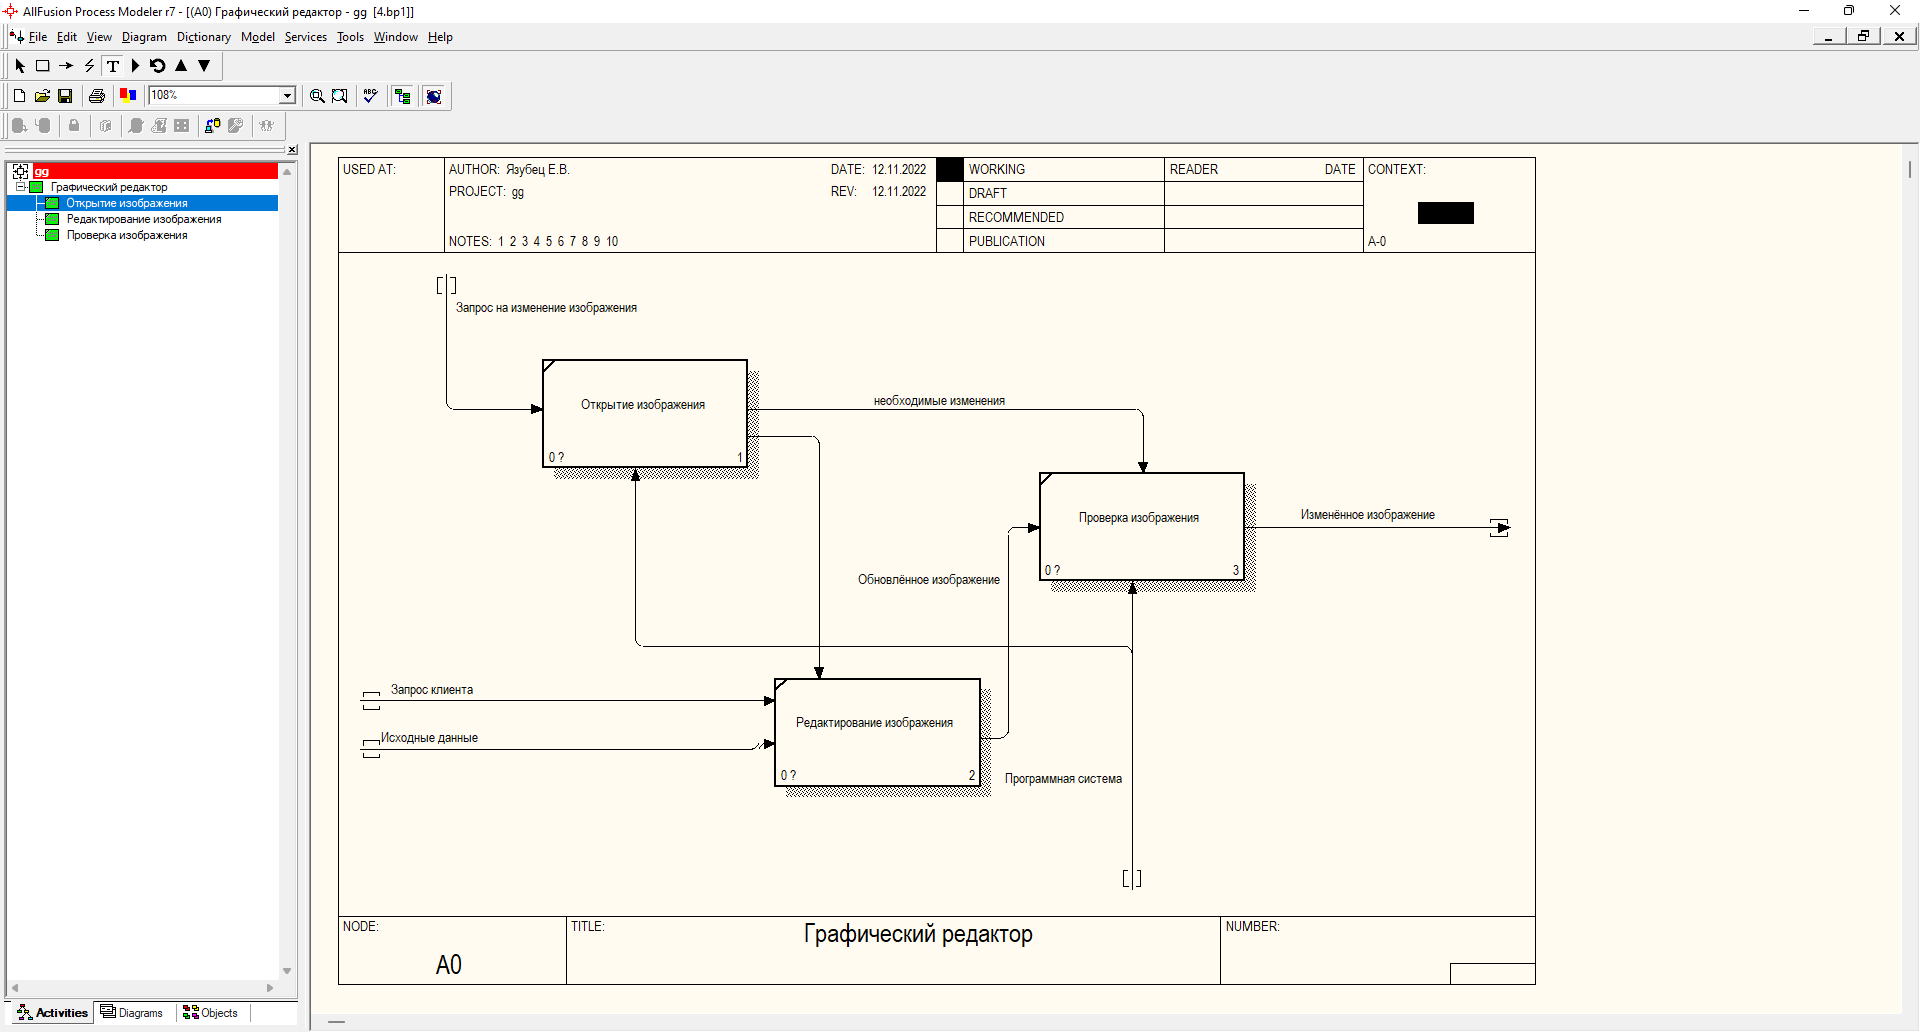 AllFusion Process Modeler r7 - [(A0) Графический редактор - gg [4.bp1]]
File Edit View Diagram Dictionary Model Services Tools Window Help
T
108%
ABC
gg
Графический редактор
Открытие изображения
Редактирование изображения
Проверка изображения
Activities Diagrams Objects
USED AT:
AUTHOR: Язубец Е.В.
DATE: 12.11.2022
PROJECT: gg
REV: 12.11.2022
NOTES: 1 2 3 4 5 6 7 8 9 10
WORKING
DRAFT
RECOMMENDED
PUBLICATION
READER DATE
CONTEXT:
A-0
Запрос на изменение изображения
Открытие изображения
0 ? 1
необходимые изменения
Проверка изображения
0 ? 3
Изменённое изображение
Обновлённое изображение
Запрос клиента
Исходные данные
Редактирование изображения
0 ? 2
Программная система
NODE:
A0
TITLE:
Графический редактор
NUMBER: